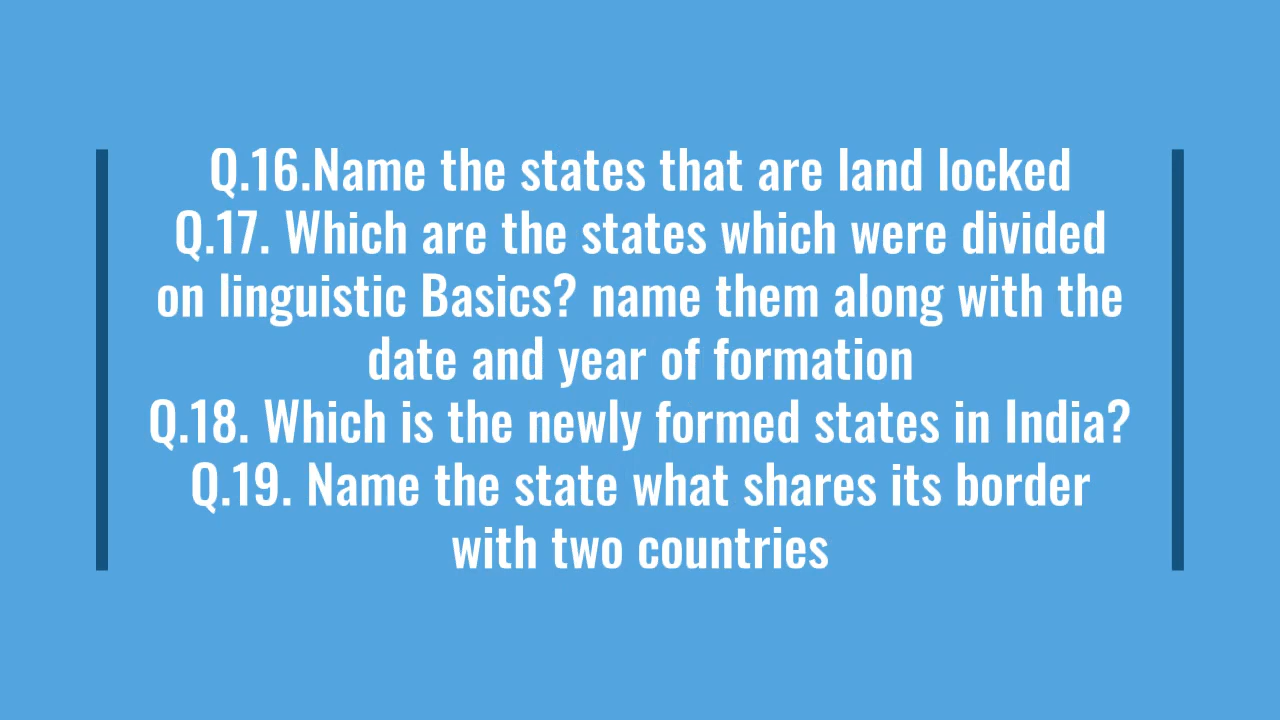 Q.16.Name the states that are land locked
Q.17. Which are the states which were divided
on linguistic Basics? name them along with the
date and year of formation
Q.18. Which is the newly formed states in India?
Q.19. Name the state what shares its border
with two countries